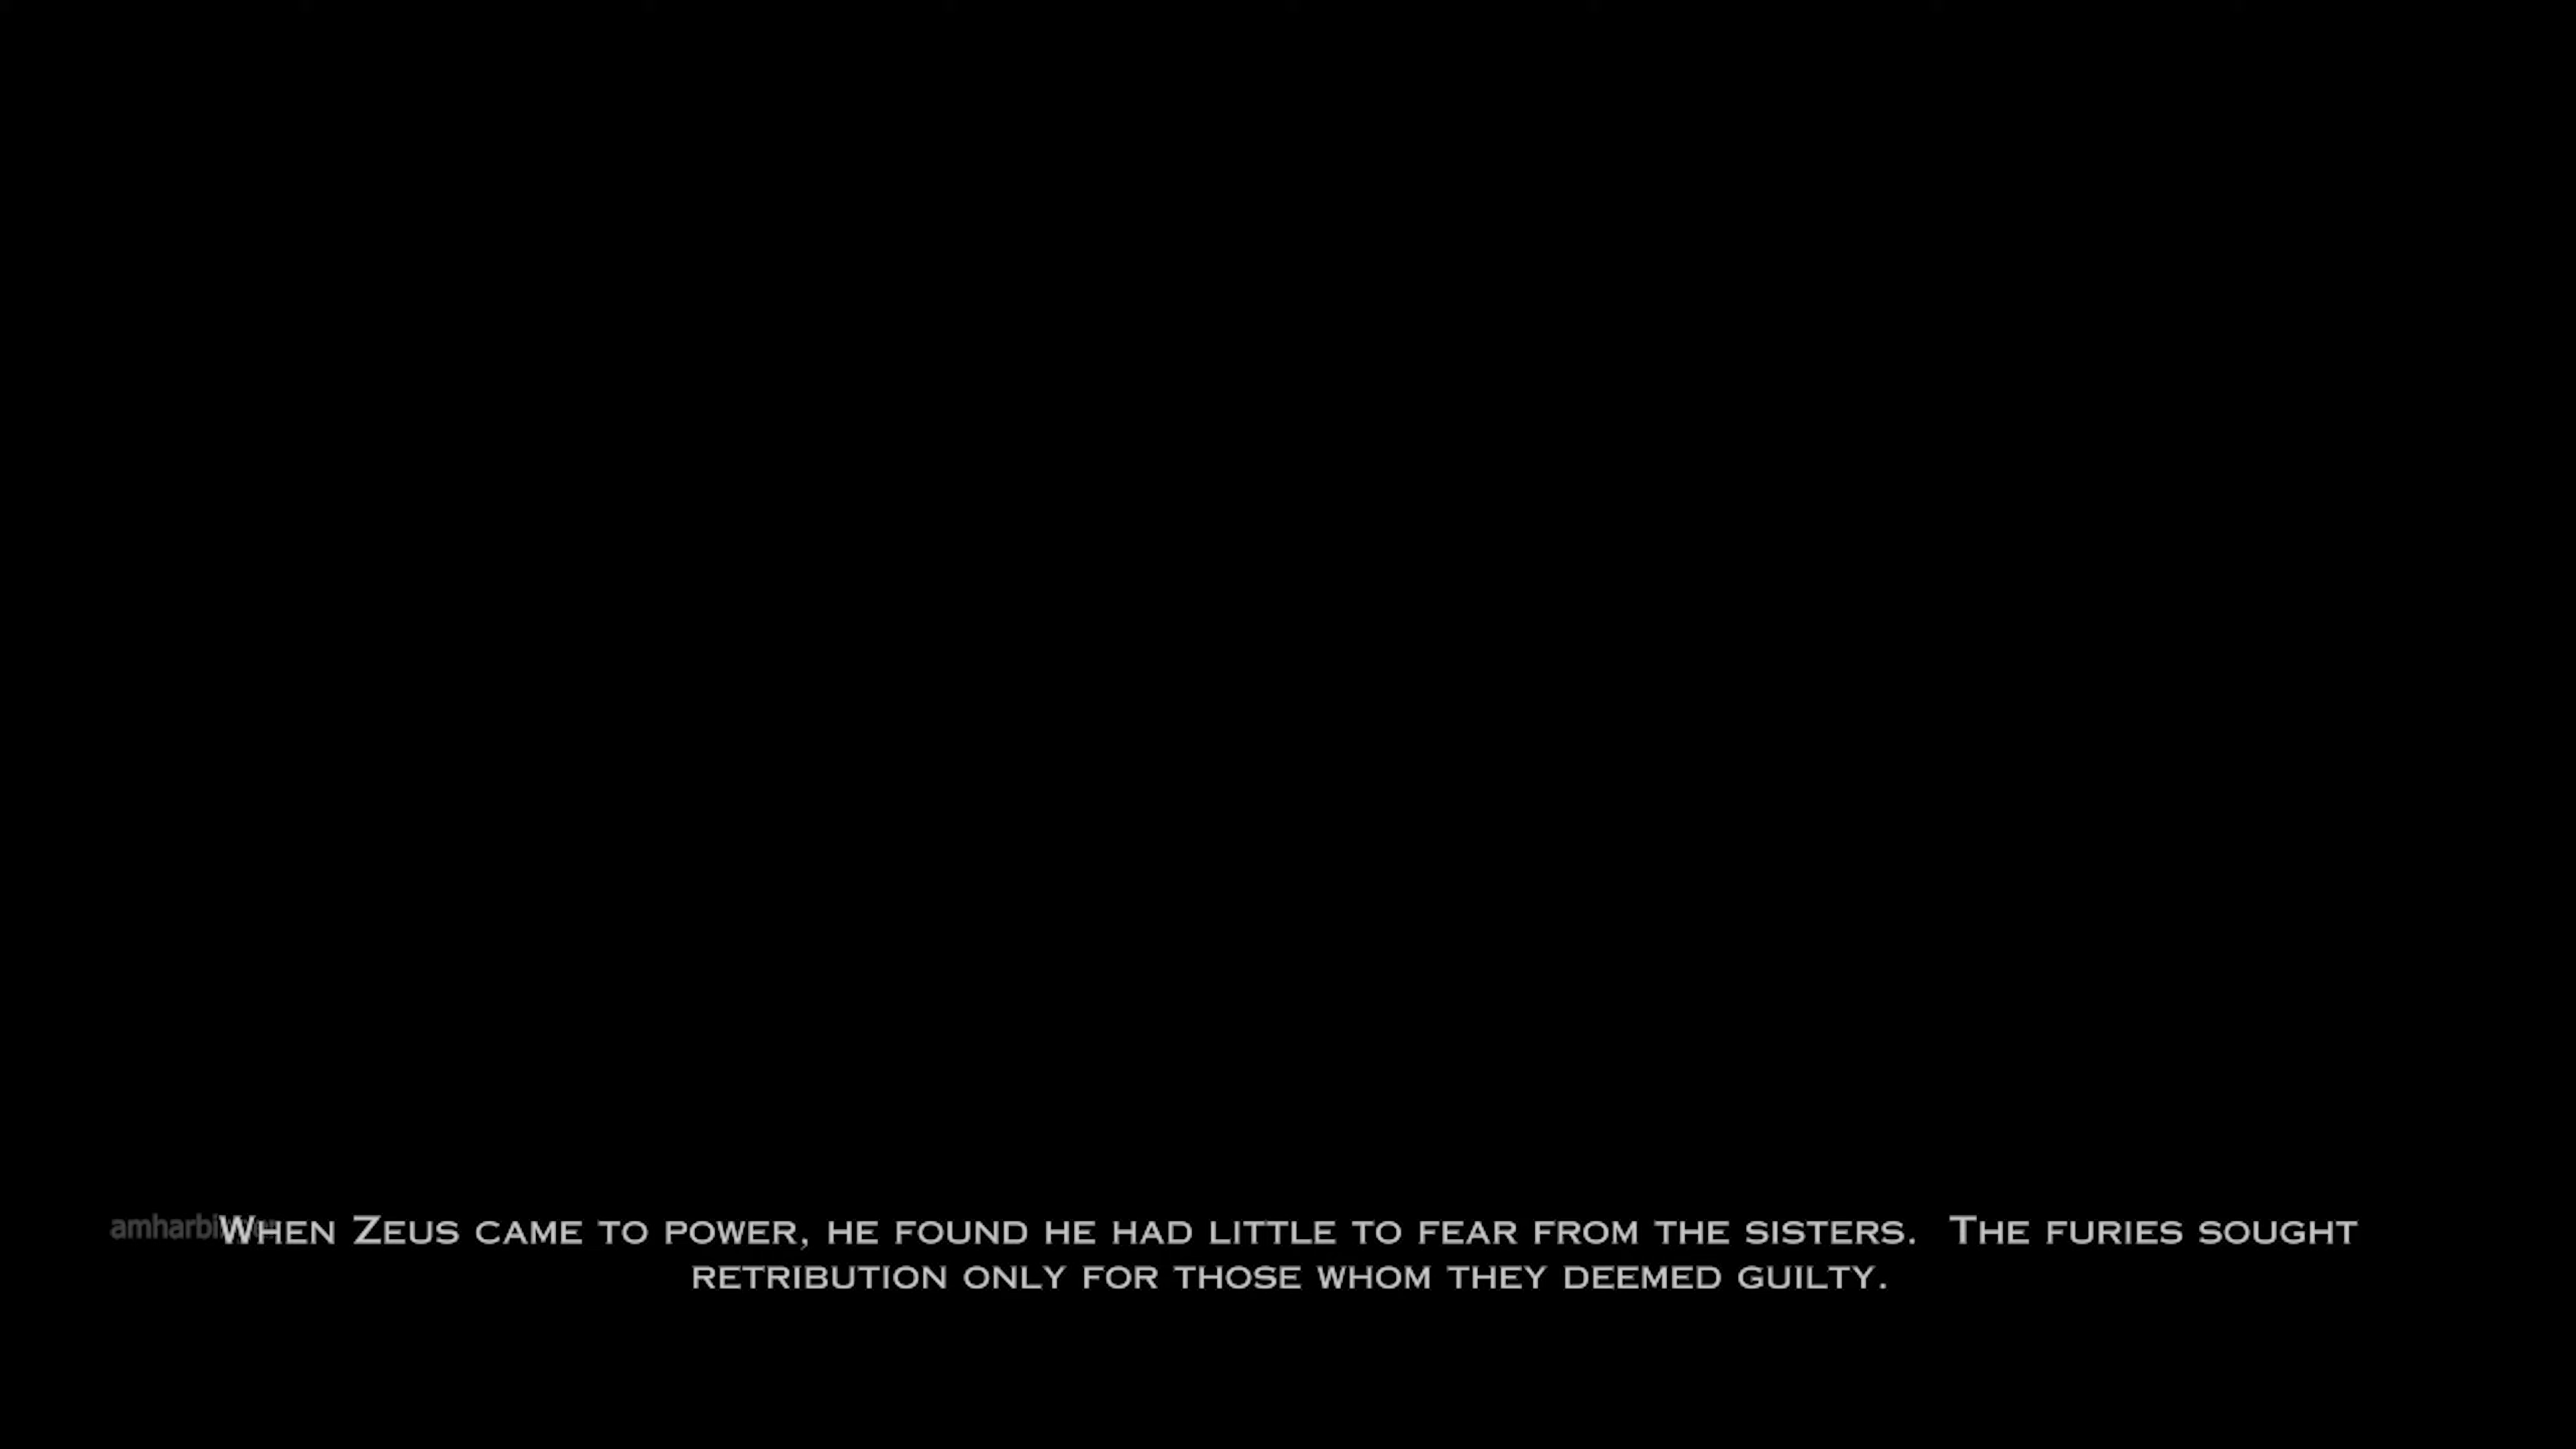 When Zeus came to power, he found he had little to fear from the sisters.  The furies sought
retribution only for those whom they deemed guilty.